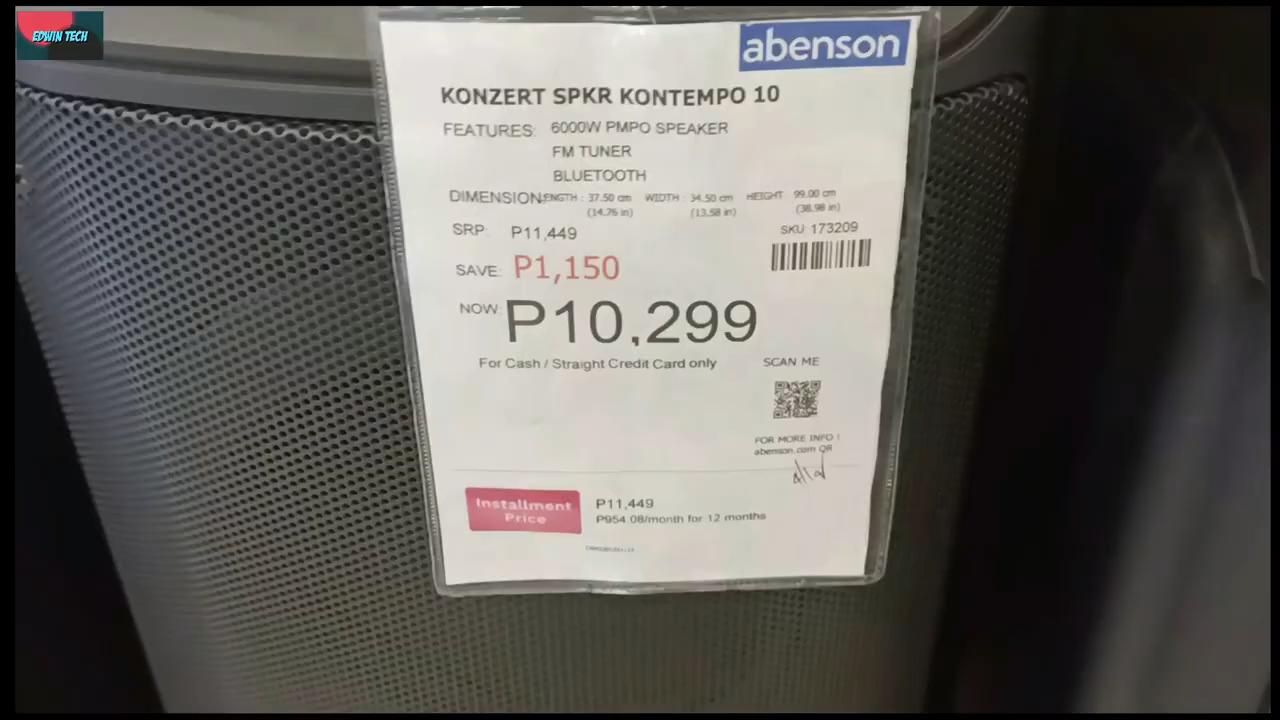 EDWIN TECH
abenson
KONZERT SPKR KONTEMPO 10
FEATURES: 6000W PMPO SPEAKER
FM TUNER
BLUETOOTH
DIMENSION: LENGTH : 37.50 cm WIDTH : 34.50 cm HEIGHT 99.00 cm
(14.76 in) (13.58 in) (38.98 in)
SRP: P11,449
SKU: 173209
SAVE: P1,150
NOW: P10,299
For Cash / Straight Credit Card only
SCAN ME
FOR MORE INFO :
abenson.com QR
Installment
Price
P11,449
P954.08/month for 12 months